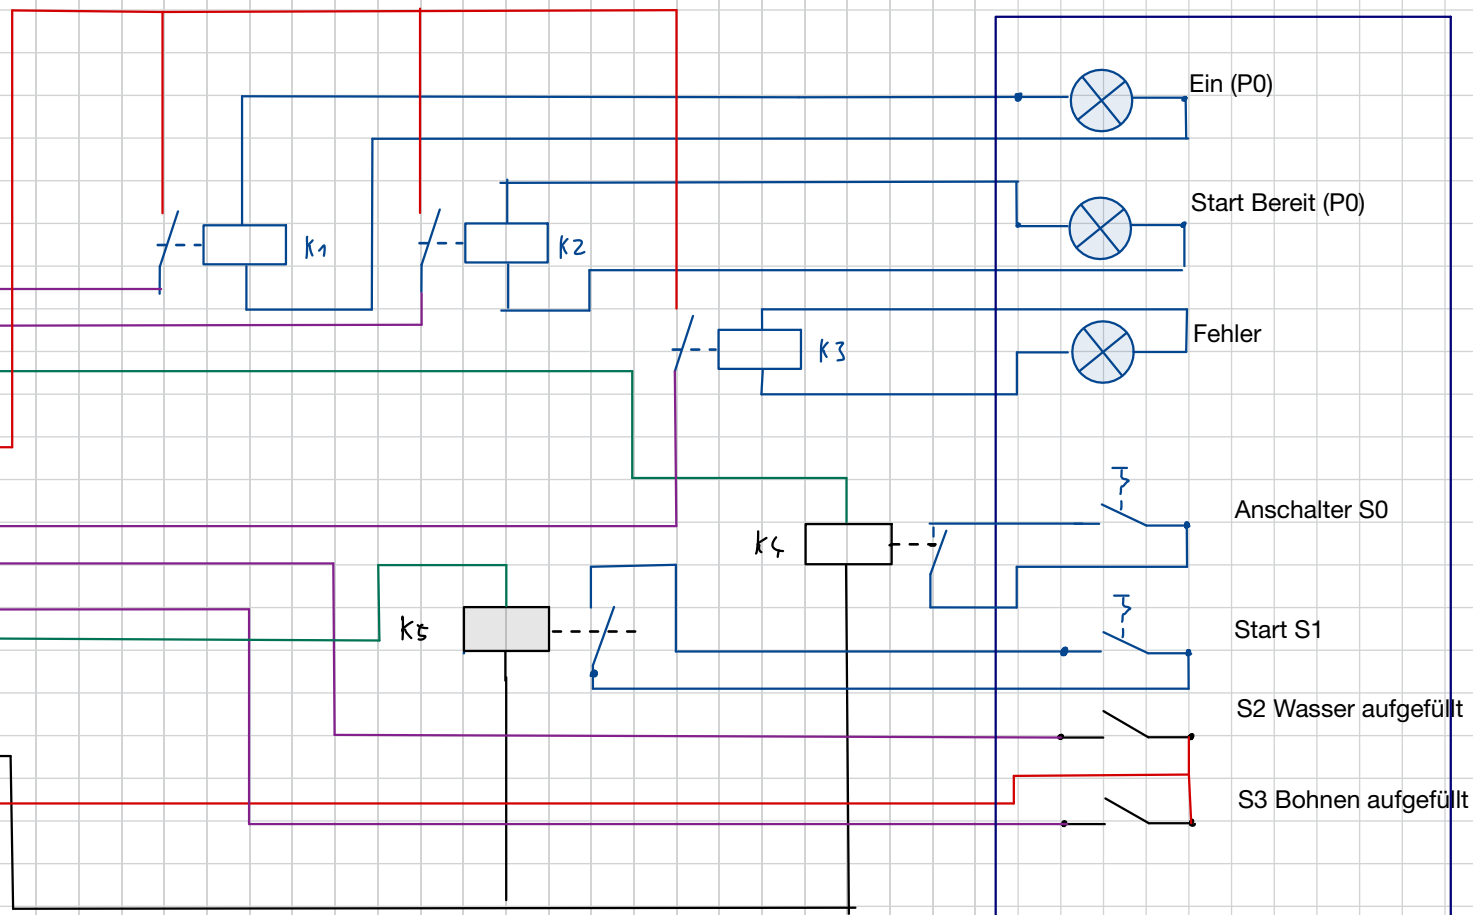 Ein (P0)
Start Bereit (P0)
K1
K2
Fehler
K3
Anschalter S0
K4
Start S1
K5
S2 Wasser aufgefüllt
S3 Bohnen aufgefüllt